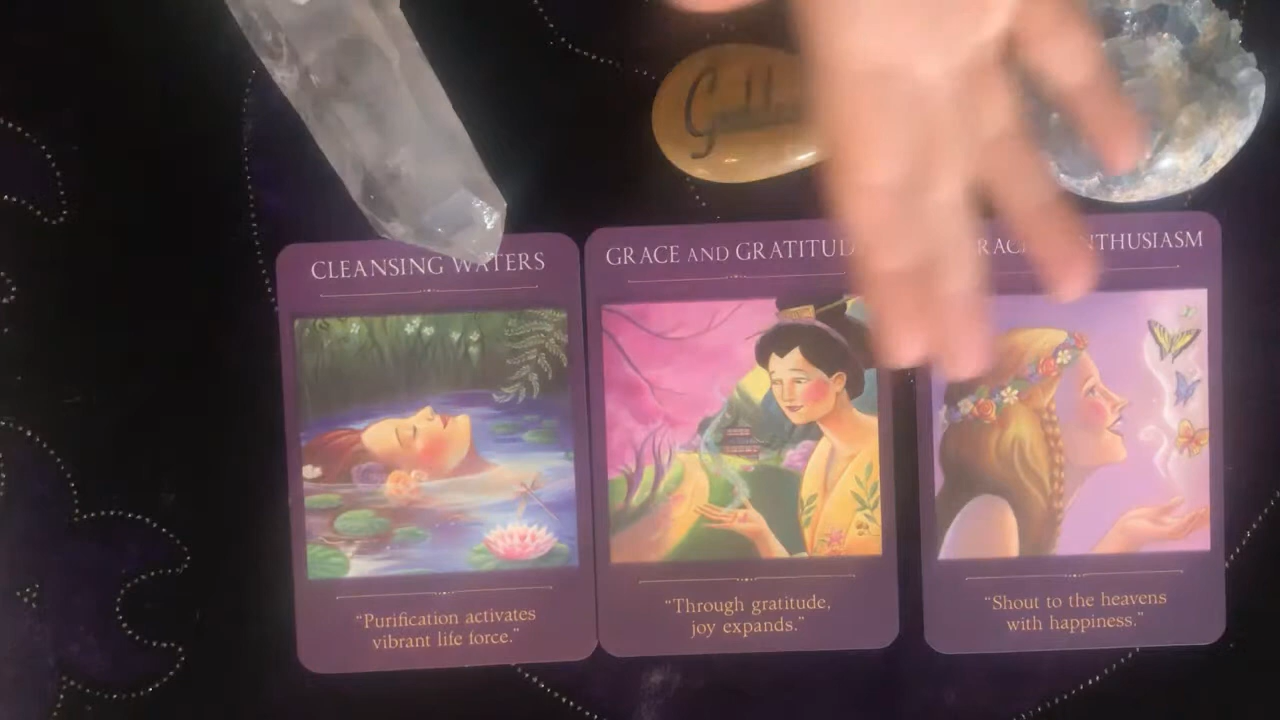 CLEANSING WATERS
GRACE AND GRATITUD
NTHUSIASM
"Purification activates
vibrant life force."
"Through gratitude,
joy expands."
"Shout to the heavens
with happiness."